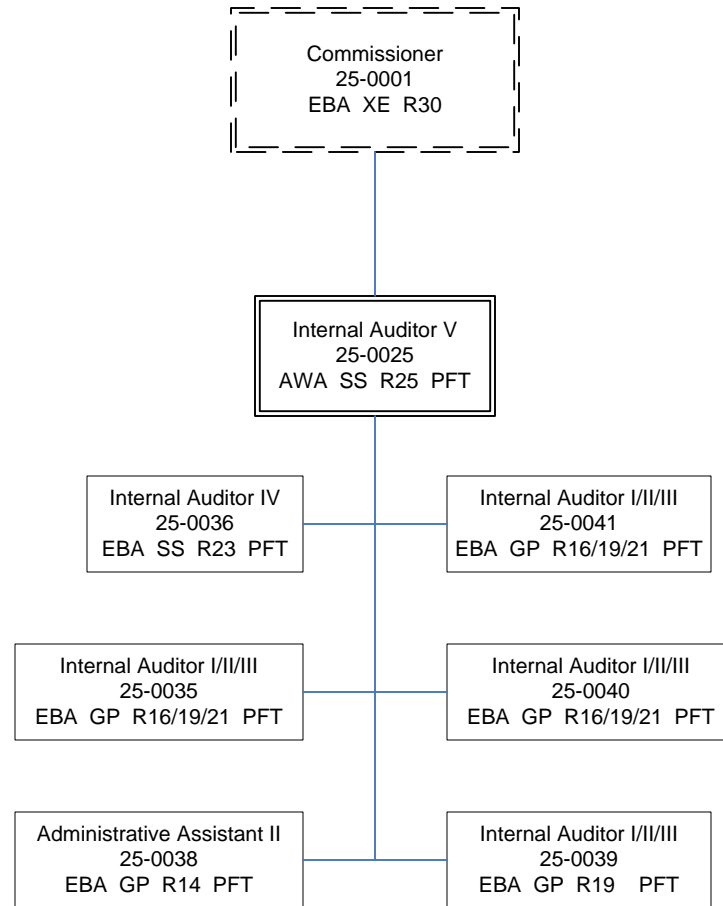 Commissioner
25-0001
EBA XE R30
Internal Auditor V
25-0025
AWA SS R25 PFT
Internal Auditor IV
25-0036
EBA SS R23 PFT
Internal Auditor I/II/III
25-0041
EBA GP R16/19/21 PFT
Internal Auditor I/II/III
25-0035
EBA GP R16/19/21 PFT
Internal Auditor I/II/III
25-0040
EBA GP R16/19/21 PFT
Administrative Assistant II
25-0038
EBA GP R14 PFT
Internal Auditor I/II/III
25-0039
EBA GP R19 PFT